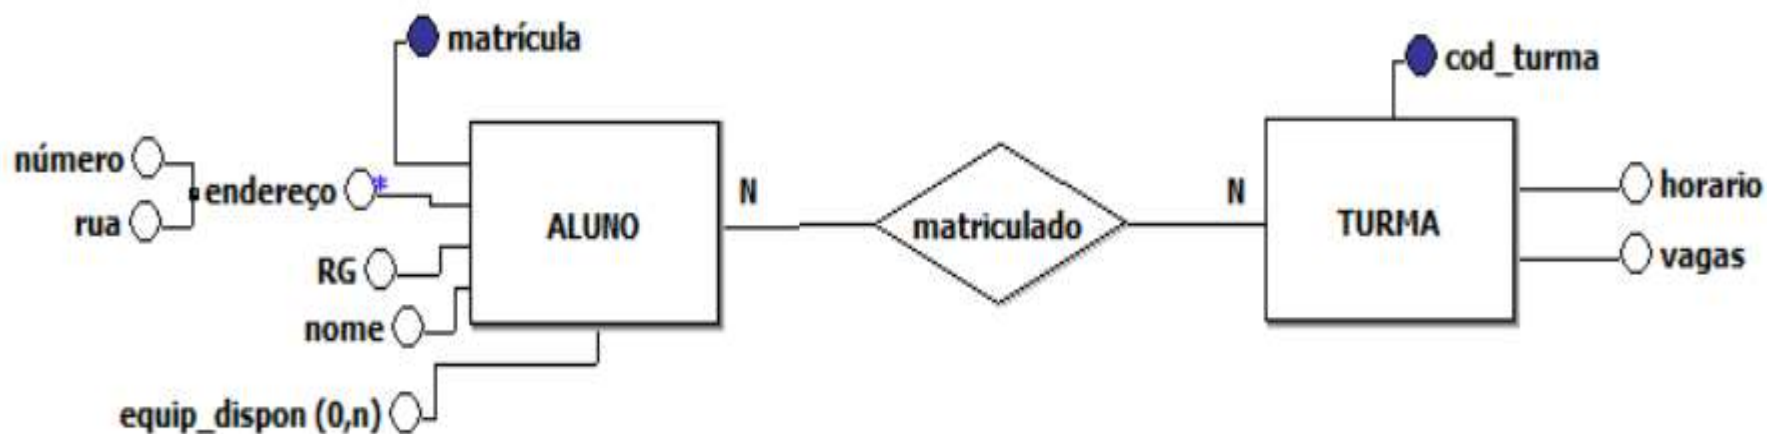 matrícula
cod_turma
número
endereço *
rua
RG
nome
equip_dispon (0,n)
ALUNO
N
matriculado
N
TURMA
horario
vagas